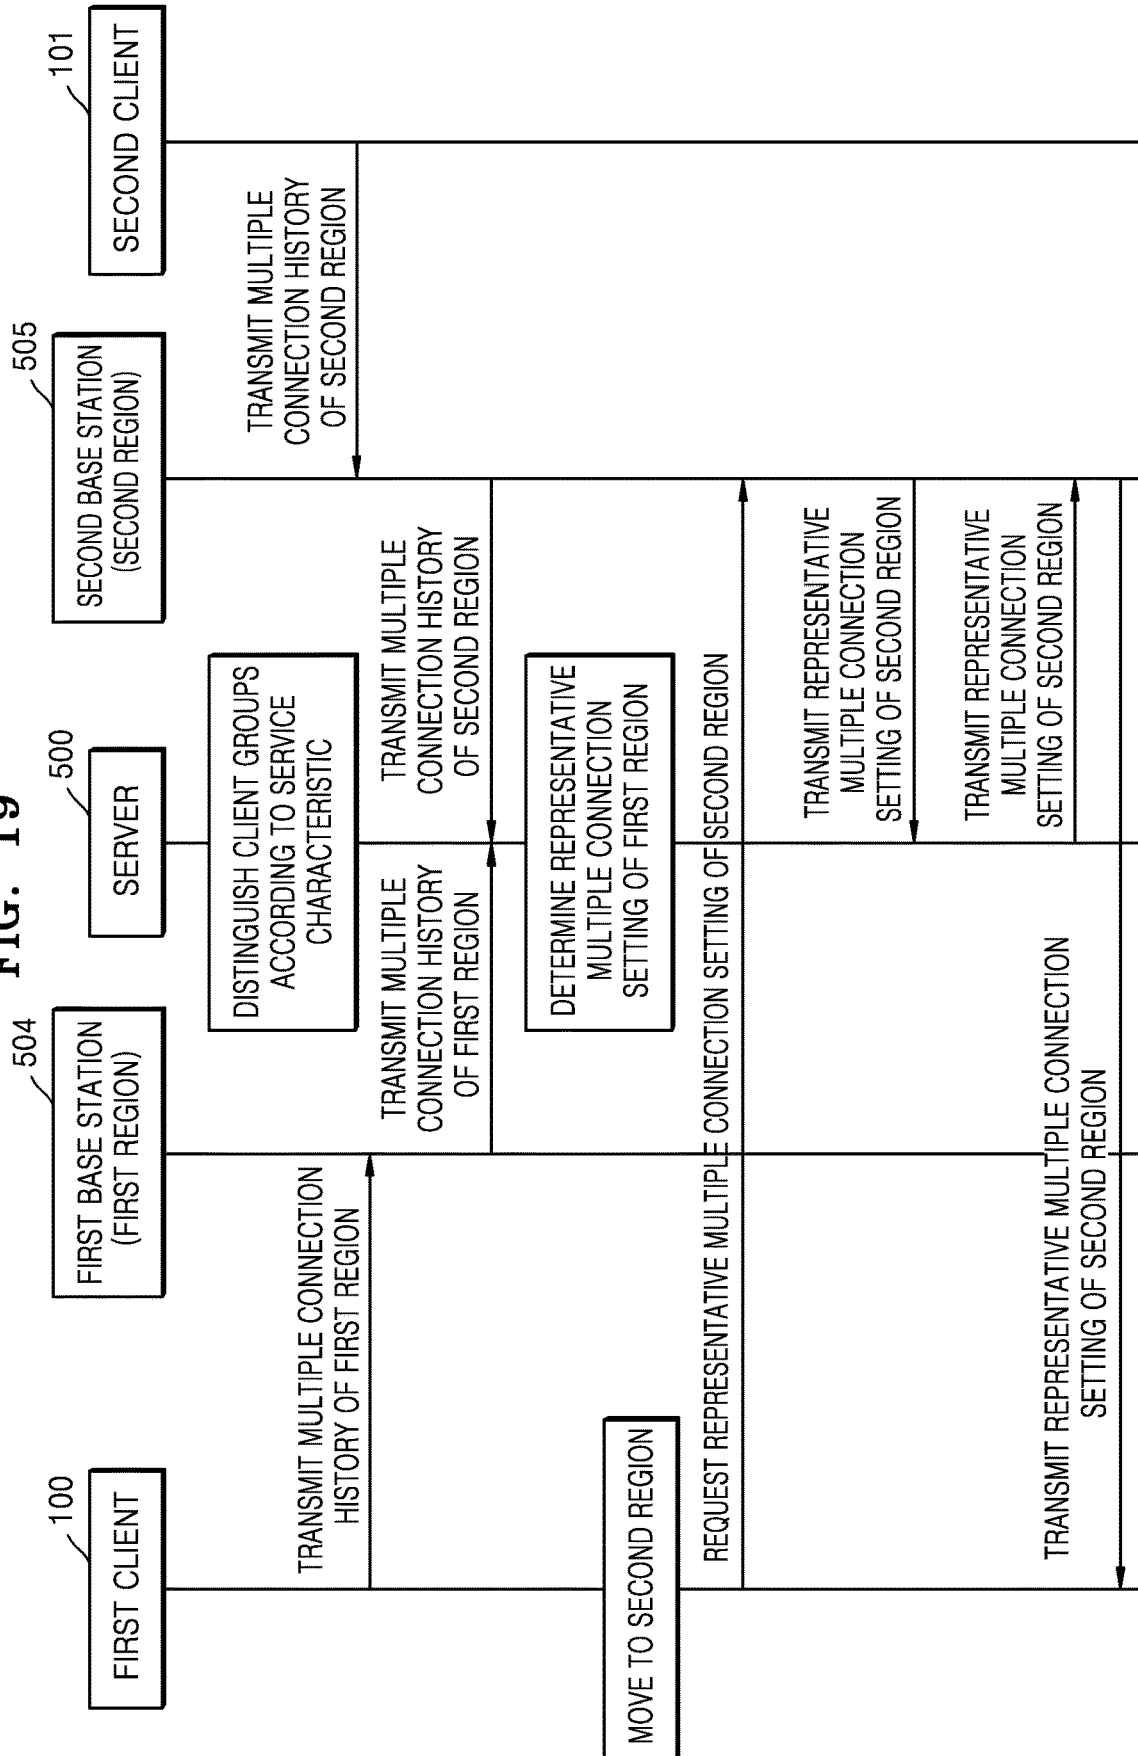 FIG. 19
100
FIRST CLIENT
504
FIRST BASE STATION
(FIRST REGION)
500
SERVER
505
SECOND BASE STATION
(SECOND REGION)
101
SECOND CLIENT
DISTINGUISH CLIENT GROUPS
ACCORDING TO SERVICE
CHARACTERISTIC
TRANSMIT MULTIPLE
CONNECTION HISTORY
OF SECOND REGION
TRANSMIT MULTIPLE CONNECTION
HISTORY OF FIRST REGION
TRANSMIT MULTIPLE
CONNECTION HISTORY
OF FIRST REGION
TRANSMIT MULTIPLE
CONNECTION HISTORY
OF SECOND REGION
DETERMINE REPRESENTATIVE
MULTIPLE CONNECTION
SETTING OF FIRST REGION
MOVE TO SECOND REGION
REQUEST REPRESENTATIVE MULTIPLE CONNECTION SETTING OF SECOND REGION
TRANSMIT REPRESENTATIVE
MULTIPLE CONNECTION
SETTING OF SECOND REGION
TRANSMIT REPRESENTATIVE
MULTIPLE CONNECTION
SETTING OF SECOND REGION
TRANSMIT REPRESENTATIVE MULTIPLE CONNECTION
SETTING OF SECOND REGION